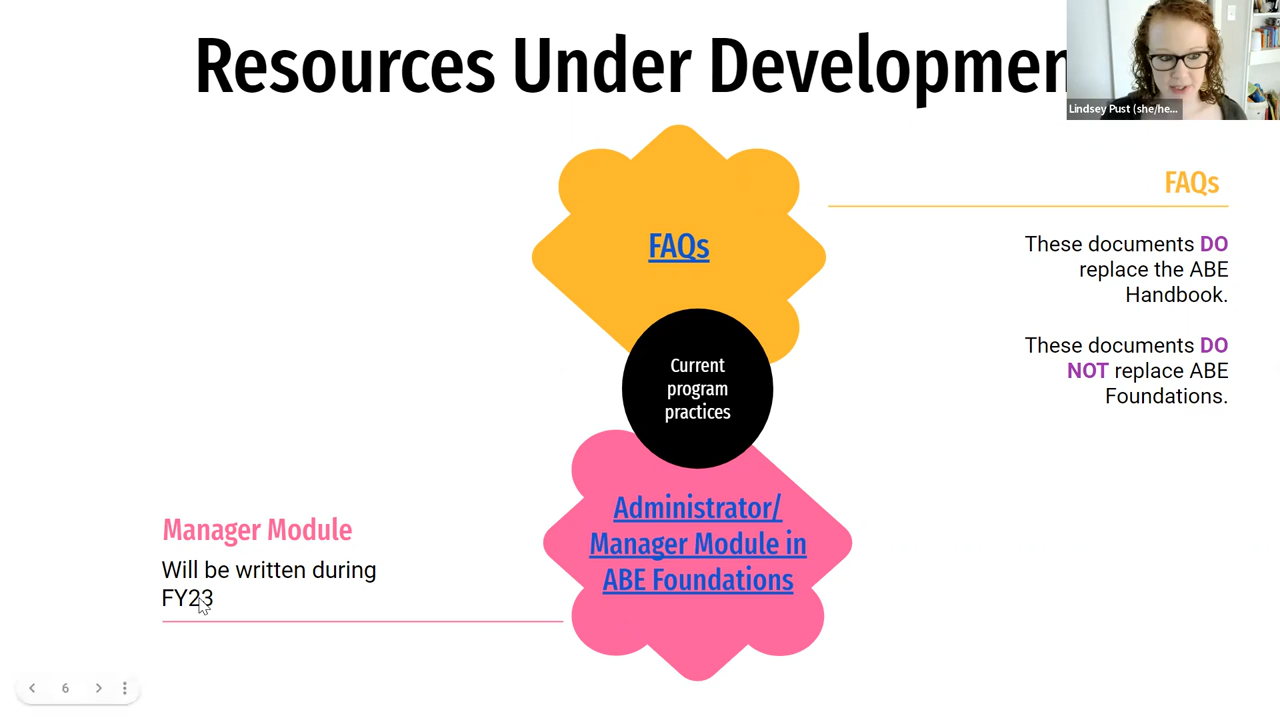 Resources Under Developmen
Lindsey Pust (she/he...
FAQs
FAQs
These documents DO
replace the ABE
Handbook.
These documents DO
NOT replace ABE
Foundations.
Current
program
practices
Administrator/
Manager Module in
ABE Foundations
Manager Module
Will be written during
FY23
6